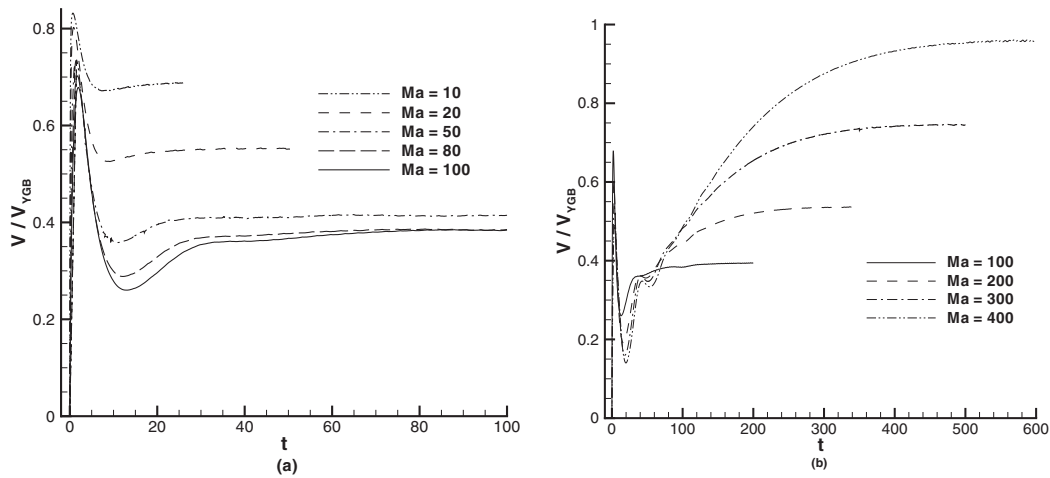 V / V_YGB
0.8
0.6
0.4
0.2
0
0 20 40 60 80 100
t
(a)
Ma = 10
Ma = 20
Ma = 50
Ma = 80
Ma = 100
V / V_YGB
1
0.8
0.6
0.4
0.2
0
0 100 200 300 400 500 600
t
(b)
Ma = 100
Ma = 200
Ma = 300
Ma = 400